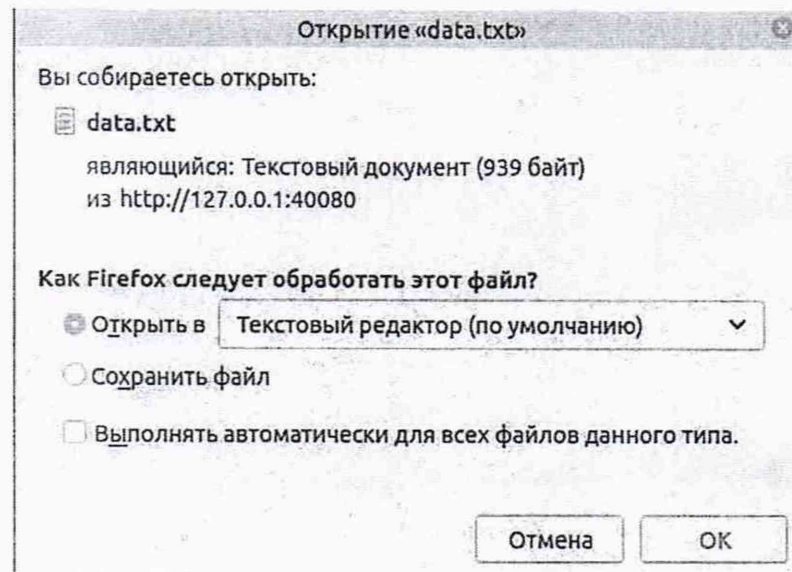 Открытие «data.txt»
Вы собираетесь открыть:
data.txt
являющийся: Текстовый документ (939 байт)
из http://127.0.0.1:40080
Как Firefox следует обработать этот файл?
Открыть в Текстовый редактор (по умолчанию)
Сохранить файл
Выполнять автоматически для всех файлов данного типа.
Отмена ОК